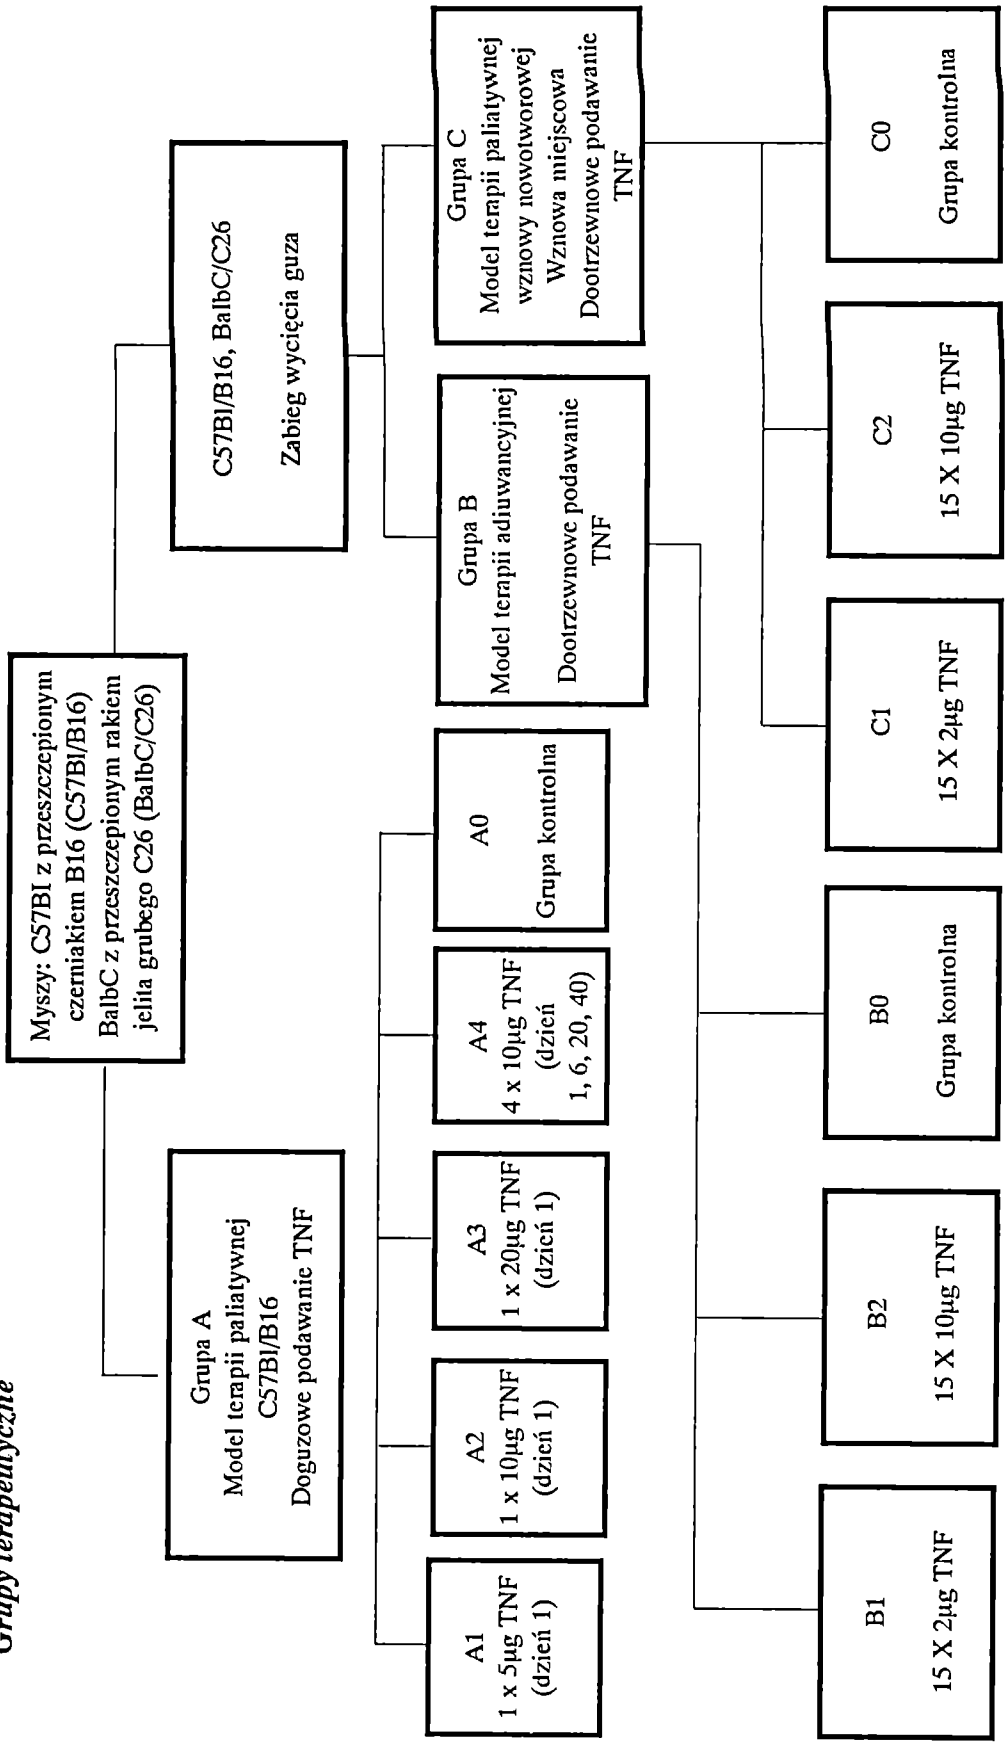 Grupy terapeutyczne
Myszy: C57Bl z przeszczepionym
czerniakiem B16 (C57Bl/B16)
BalbC z przeszczepionym rakiem
jelita grubego C26 (BalbC/C26)
Grupa A
Model terapii paliatywnej
C57Bl/B16
Doguzowe podawanie TNF
C57Bl/B16, BalbC/C26
Zabieg wycięcia guza
A1
1 x 5µg TNF
(dzień 1)
A2
1 x 10µg TNF
(dzień 1)
A3
1 x 20µg TNF
(dzień 1)
A4
4 x 10µg TNF
(dzień
1, 6, 20, 40)
A0
Grupa kontrolna
Grupa B
Model terapii adiuwancyjnej
Dootrzewnowe podawanie
TNF
Grupa C
Model terapii paliatywnej
wznowy nowotworowej
Wznowa miejscowa
Dootrzewnowe podawanie
TNF
B1
15 X 2µg TNF
B2
15 X 10µg TNF
B0
Grupa kontrolna
C1
15 X 2µg TNF
C2
15 X 10µg TNF
C0
Grupa kontrolna